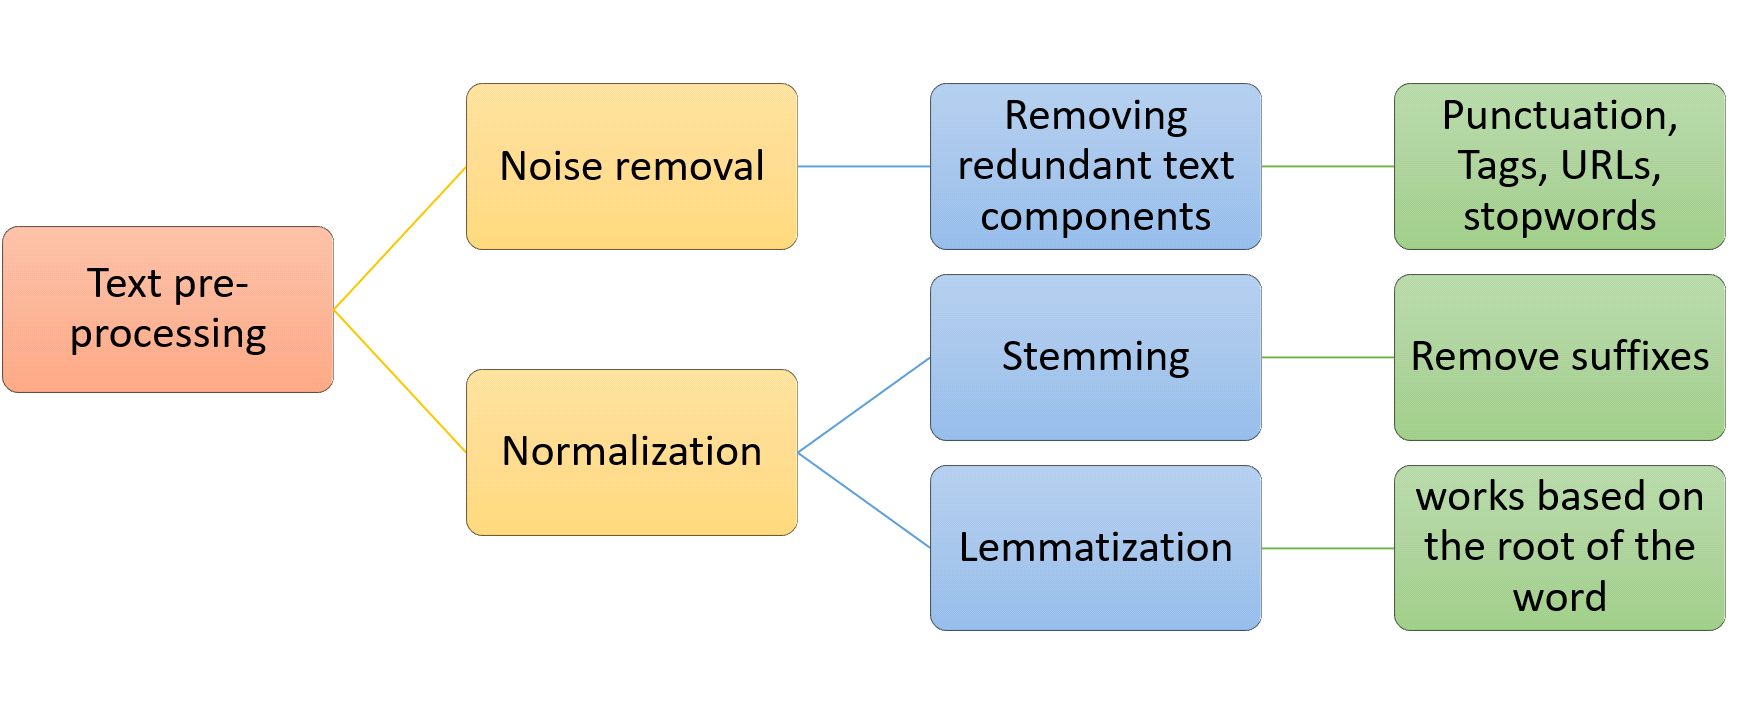 Text pre-
processing
Noise removal
Normalization
Removing
redundant text
components
Stemming
Lemmatization
Punctuation,
Tags, URLs,
stopwords
Remove suffixes
works based on
the root of the
word